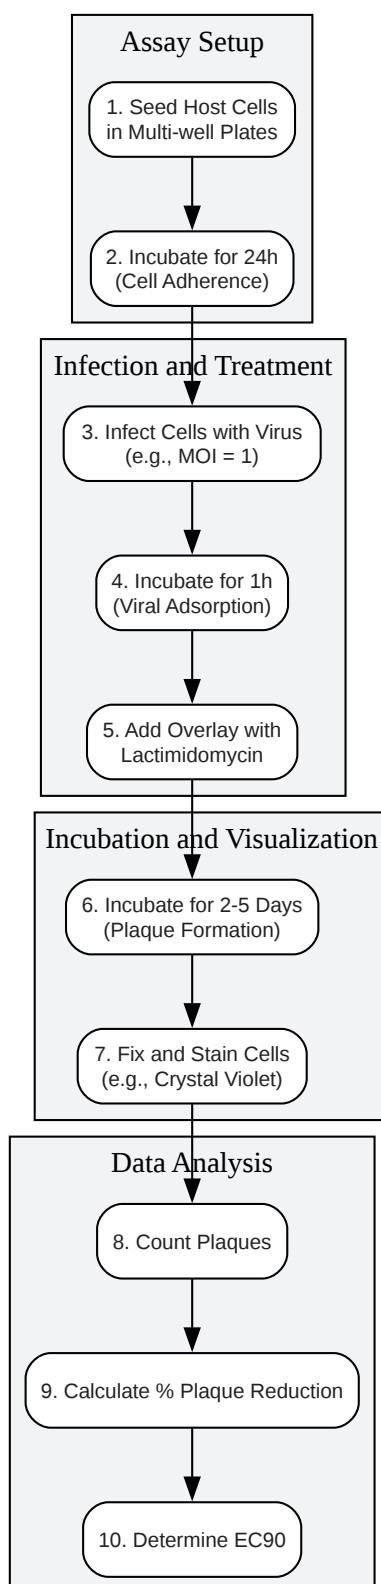 Assay Setup
1. Seed Host Cells
in Multi-well Plates
2. Incubate for 24h
(Cell Adherence)
Infection and Treatment
3. Infect Cells with Virus
(e.g., MOI = 1)
4. Incubate for 1h
(Viral Adsorption)
5. Add Overlay with
Lactimidomycin
Incubation and Visualization
6. Incubate for 2-5 Days
(Plaque Formation)
7. Fix and Stain Cells
(e.g., Crystal Violet)
Data Analysis
8. Count Plaques
9. Calculate % Plaque Reduction
10. Determine EC90